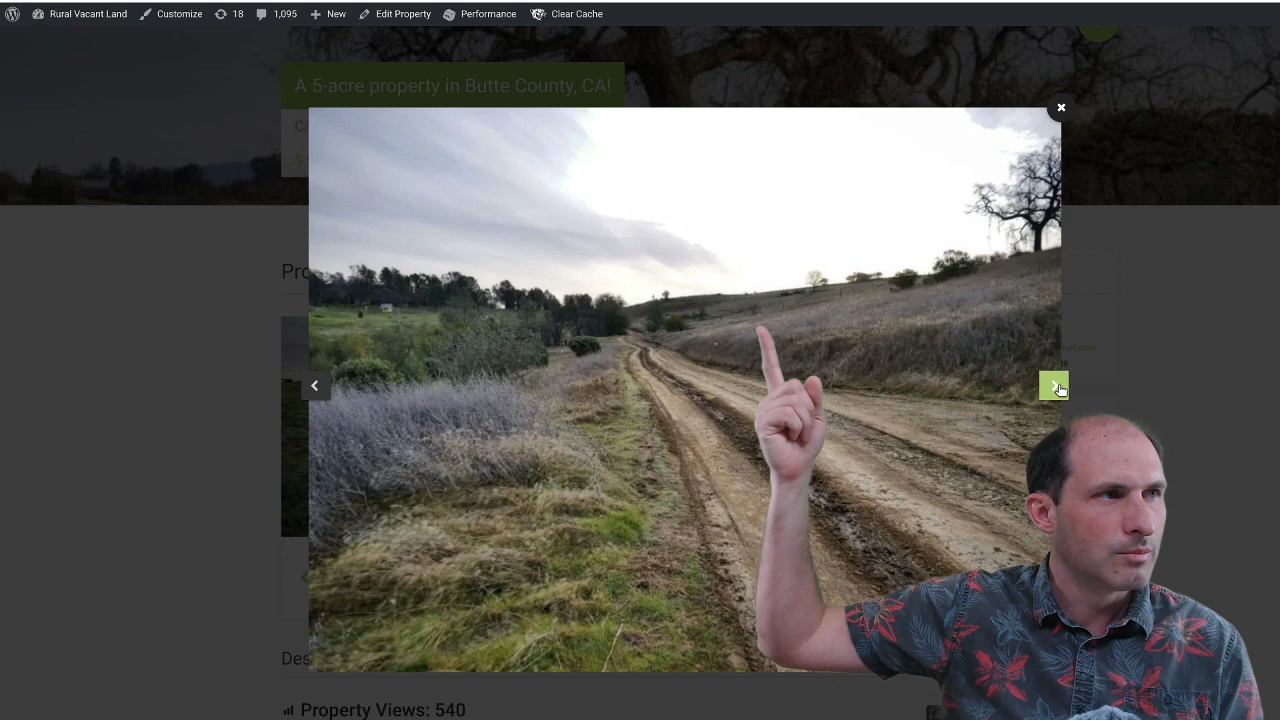 Rural Vacant Land Customize 18 1,095 New Edit Property Performance Clear Cache
A 5-acre property in Butte County, CA!
$
Property Views: 540